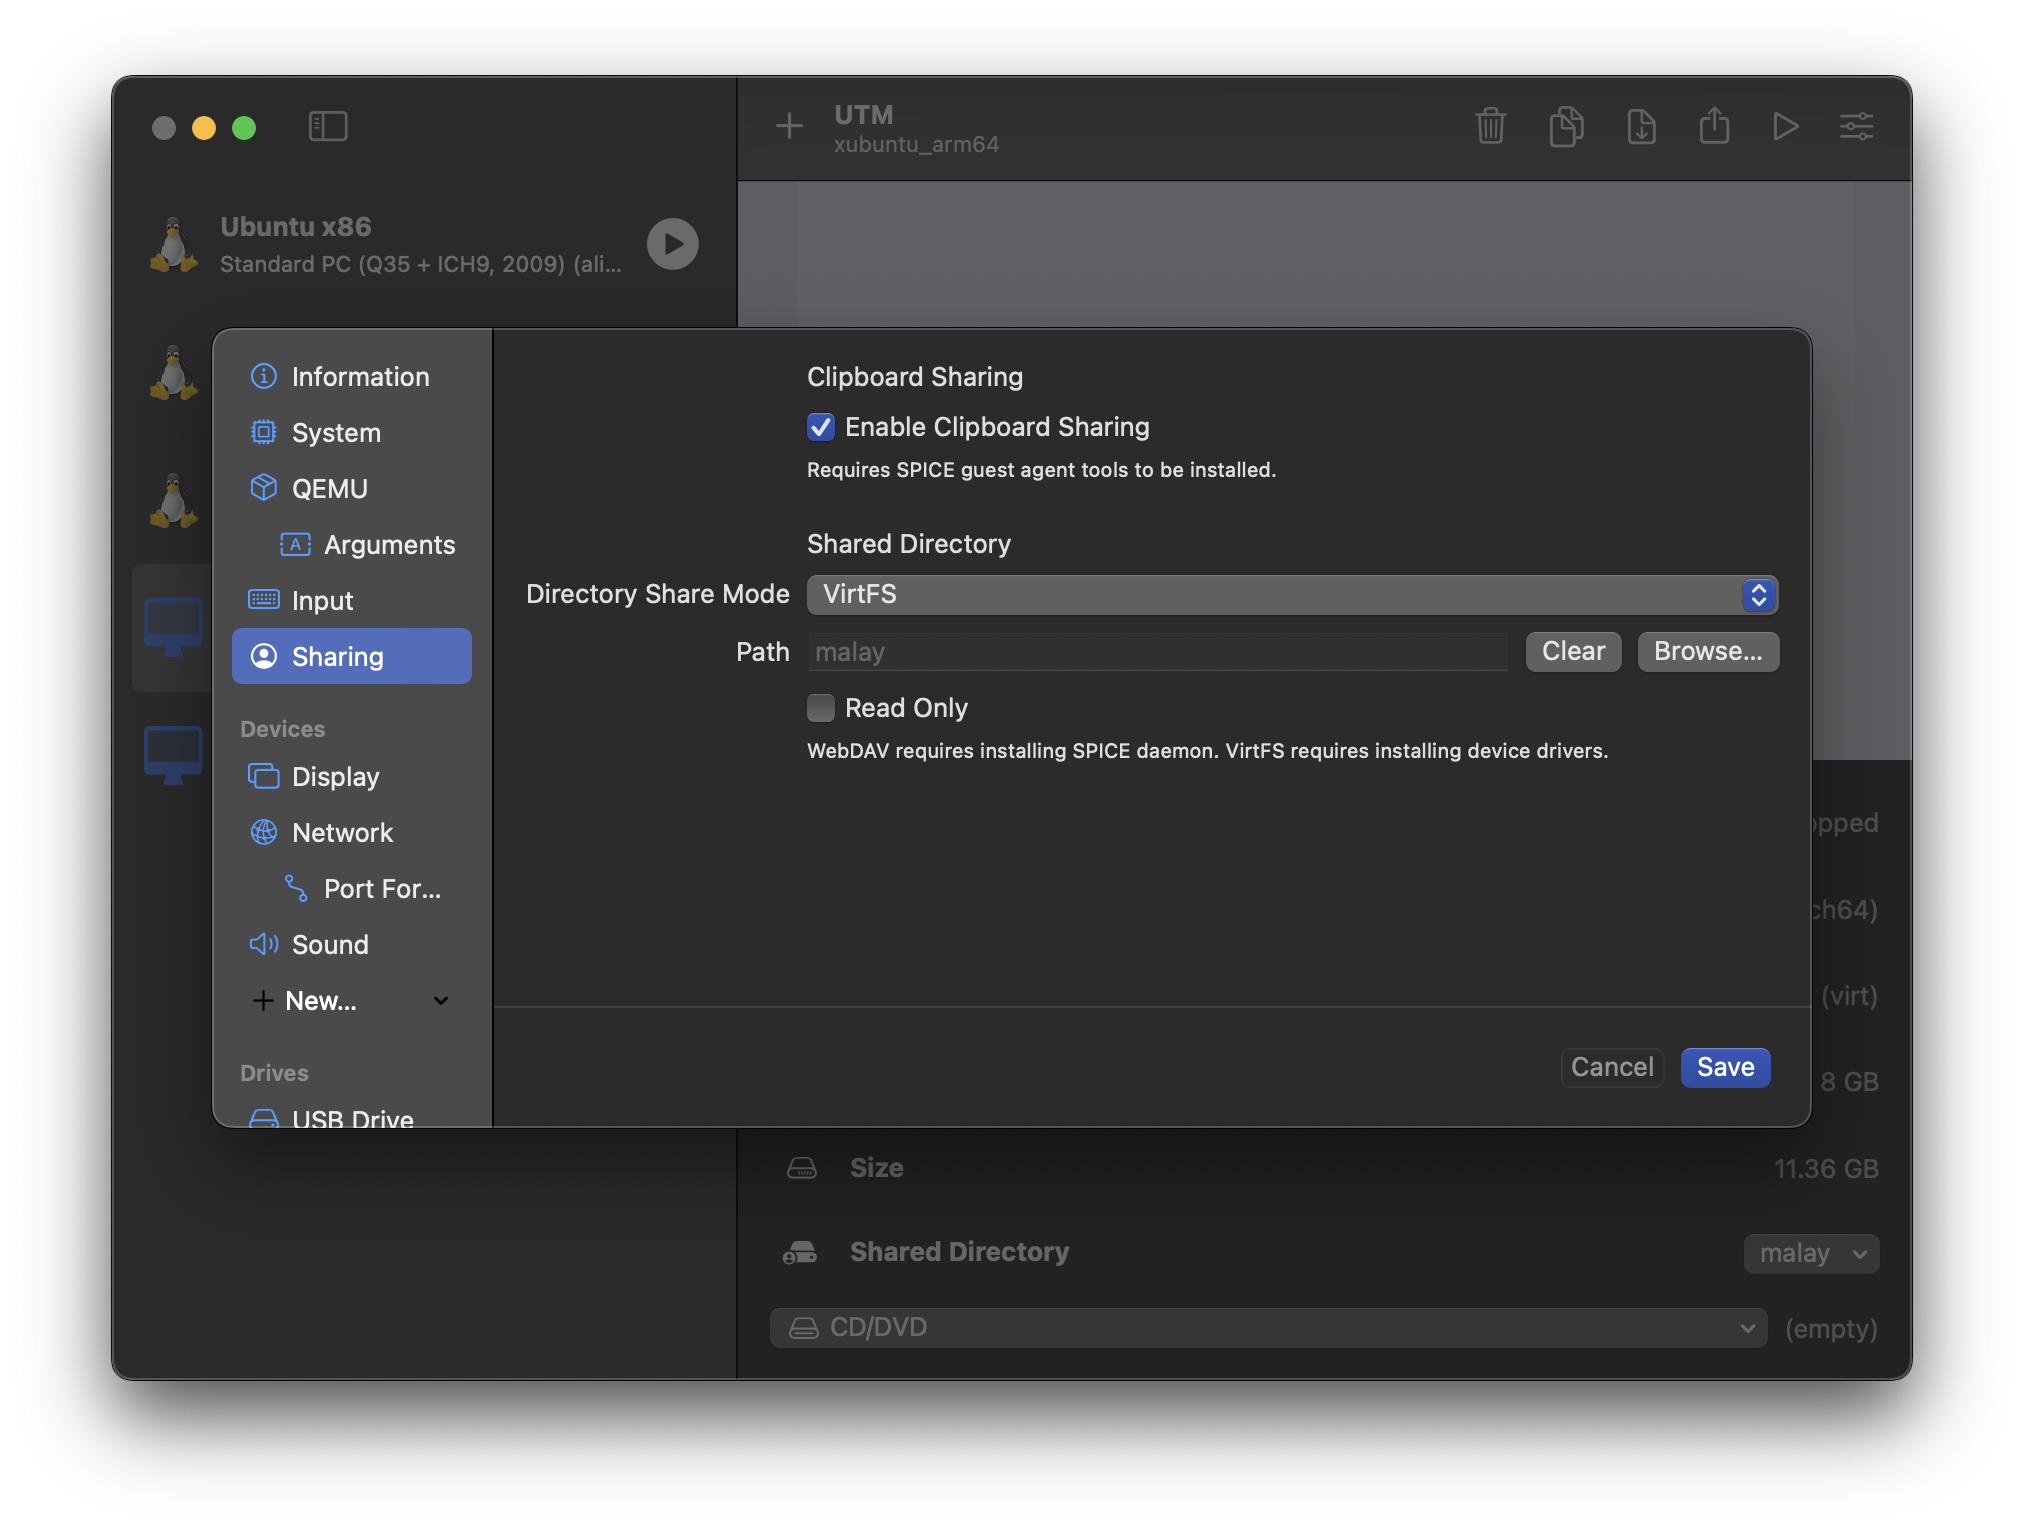 UTM
xubuntu_arm64
Ubuntu x86
Standard PC (Q35 + ICH9, 2009) (ali...
Information
System
QEMU
A Arguments
Input
Sharing
Devices
Display
Network
Port For...
Sound
New...
Drives
USB Drive
Clipboard Sharing
Enable Clipboard Sharing
Requires SPICE guest agent tools to be installed.
Shared Directory
Directory Share Mode VirtFS
Path malay Clear Browse...
Read Only
WebDAV requires installing SPICE daemon. VirtFS requires installing device drivers.
Cancel Save
opped
ch64)
(virt)
8 GB
Size 11.36 GB
Shared Directory malay
CD/DVD (empty)